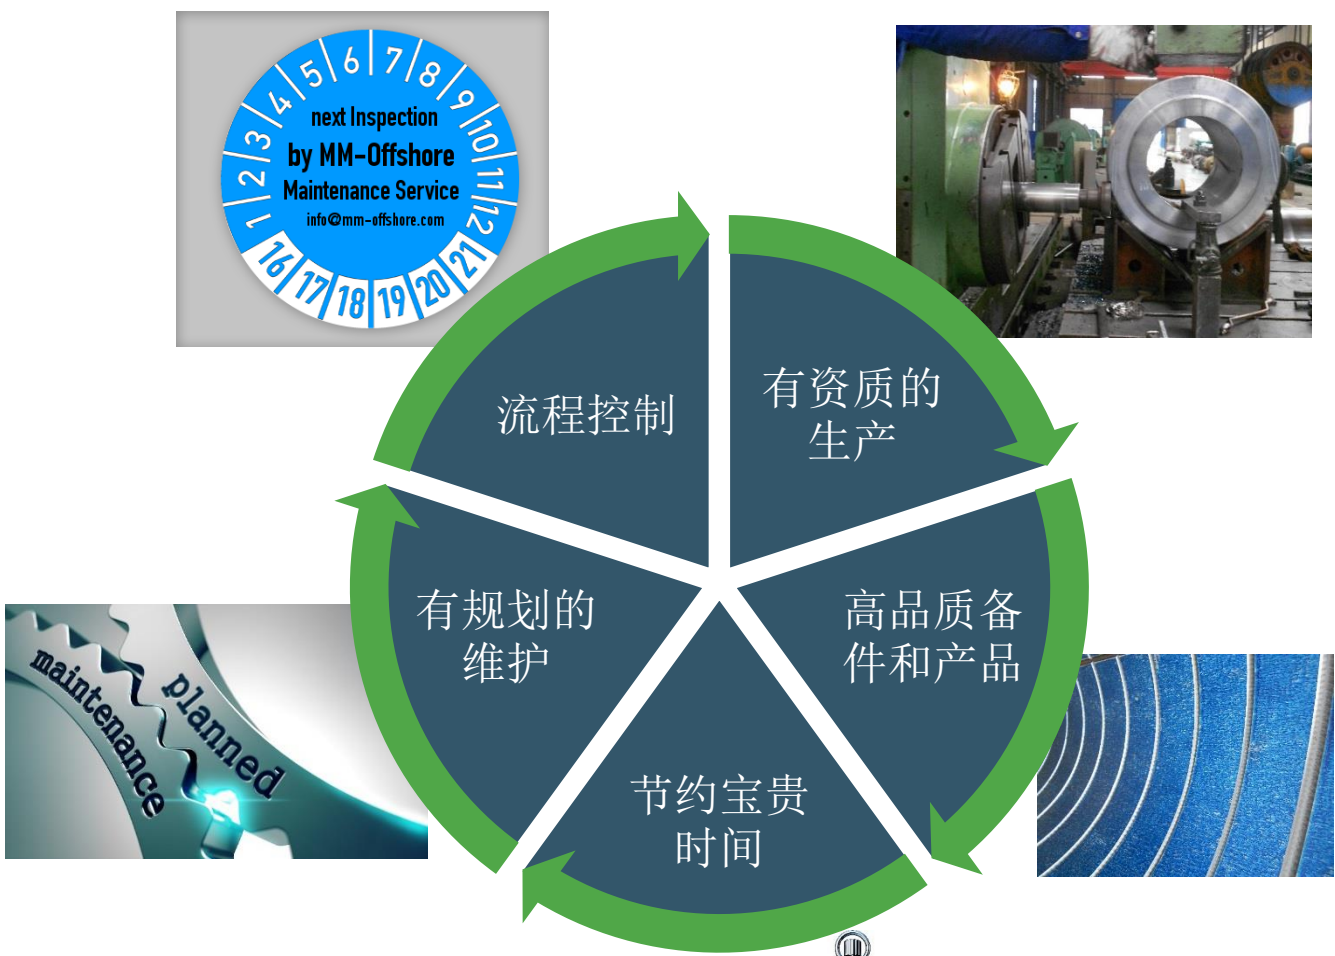 1 2 3 4 5 6 7 8 9 10 11 12
next Inspection
by MM-Offshore
Maintenance Service
info@mm-offshore.com
16 17 18 19 20 21
流程控制
有资质的
生产
有规划的
维护
高品质备
件和产品
节约宝贵
时间
maintenance
planned